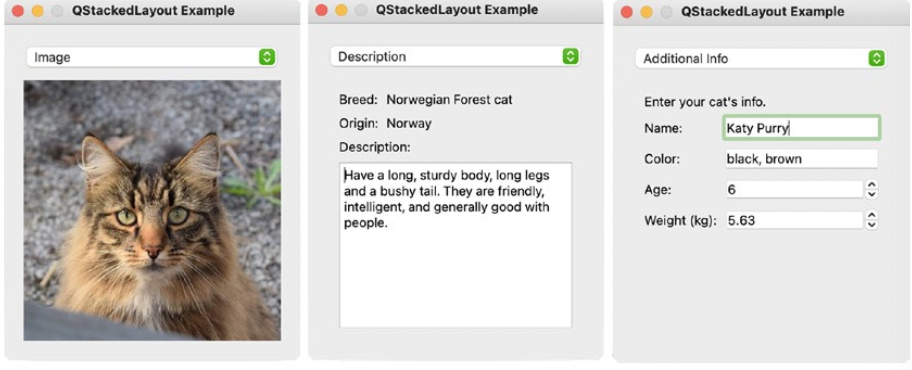 QStackedLayout Example
Image
QStackedLayout Example
Description
Breed: Norwegian Forest cat
Origin: Norway
Description:
Have a long, sturdy body, long legs
and a bushy tail. They are friendly,
intelligent, and generally good with
people.
QStackedLayout Example
Additional Info
Enter your cat's info.
Name: Katy Purry
Color: black, brown
Age: 6
Weight (kg): 5.63